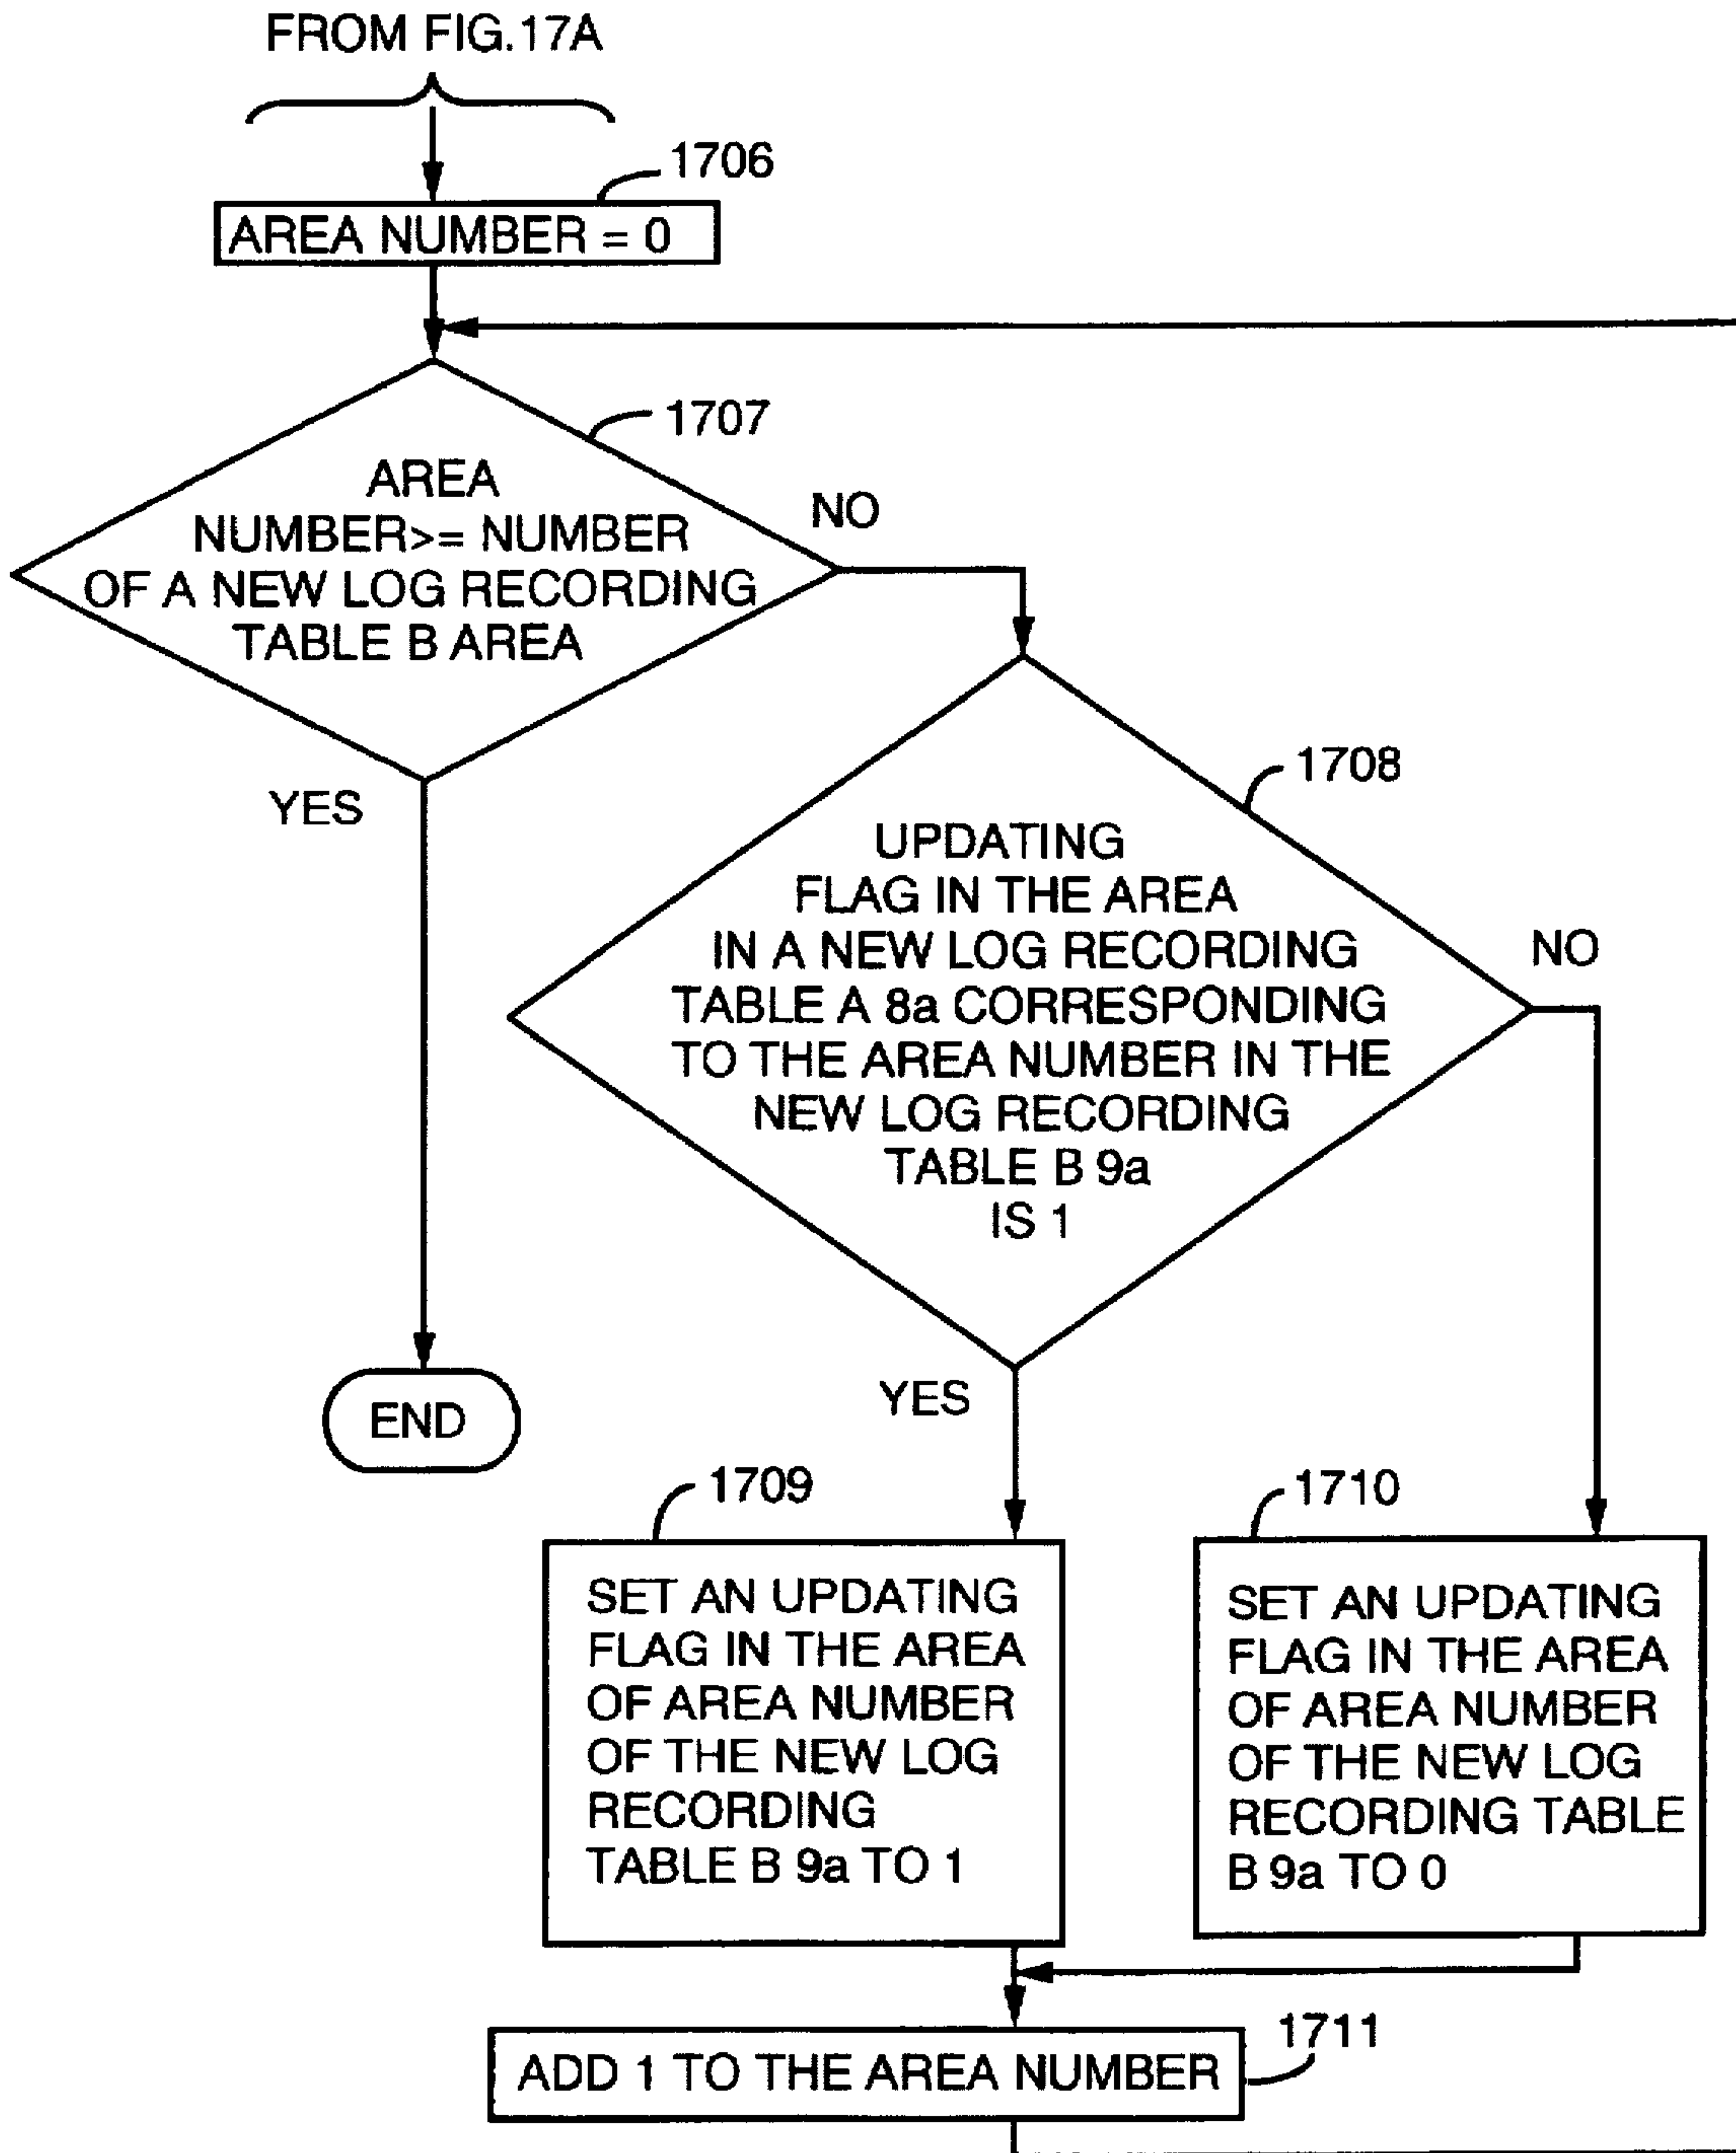 FROM FIG.17A
1706
AREA NUMBER = 0
1707
AREA
NUMBER>= NUMBER
OF A NEW LOG RECORDING
TABLE B AREA
NO
YES
1708
UPDATING
FLAG IN THE AREA
IN A NEW LOG RECORDING
TABLE A 8a CORRESPONDING
TO THE AREA NUMBER IN THE
NEW LOG RECORDING
TABLE B 9a
IS 1
NO
YES
END
1709
SET AN UPDATING
FLAG IN THE AREA
OF AREA NUMBER
OF THE NEW LOG
RECORDING
TABLE B 9a TO 1
1710
SET AN UPDATING
FLAG IN THE AREA
OF AREA NUMBER
OF THE NEW LOG
RECORDING TABLE
B 9a TO 0
1711
ADD 1 TO THE AREA NUMBER